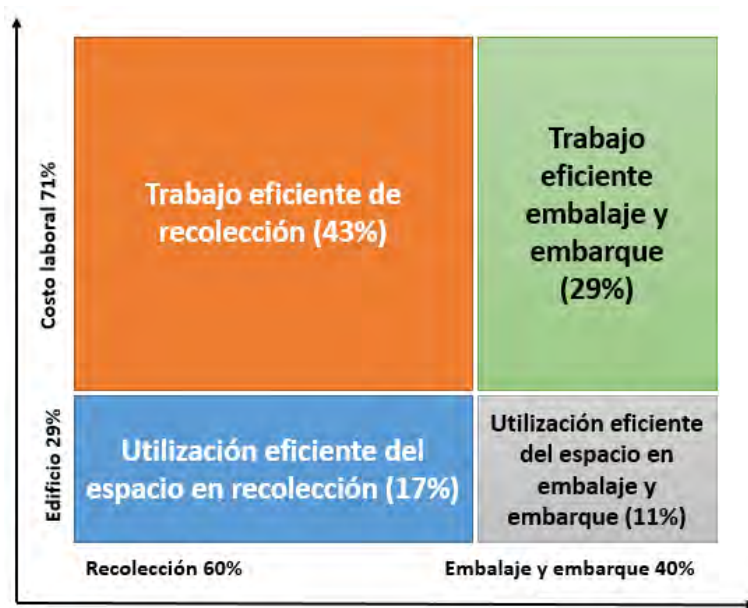 Costo laboral 71%
Trabajo eficiente de
recolección (43%)
Trabajo
eficiente
embalaje y
embarque
(29%)
Edificio 29%
Utilización eficiente del
espacio en recolección (17%)
Utilización eficiente
del espacio en
embalaje y
embarque (11%)
Recolección 60%
Embalaje y embarque 40%